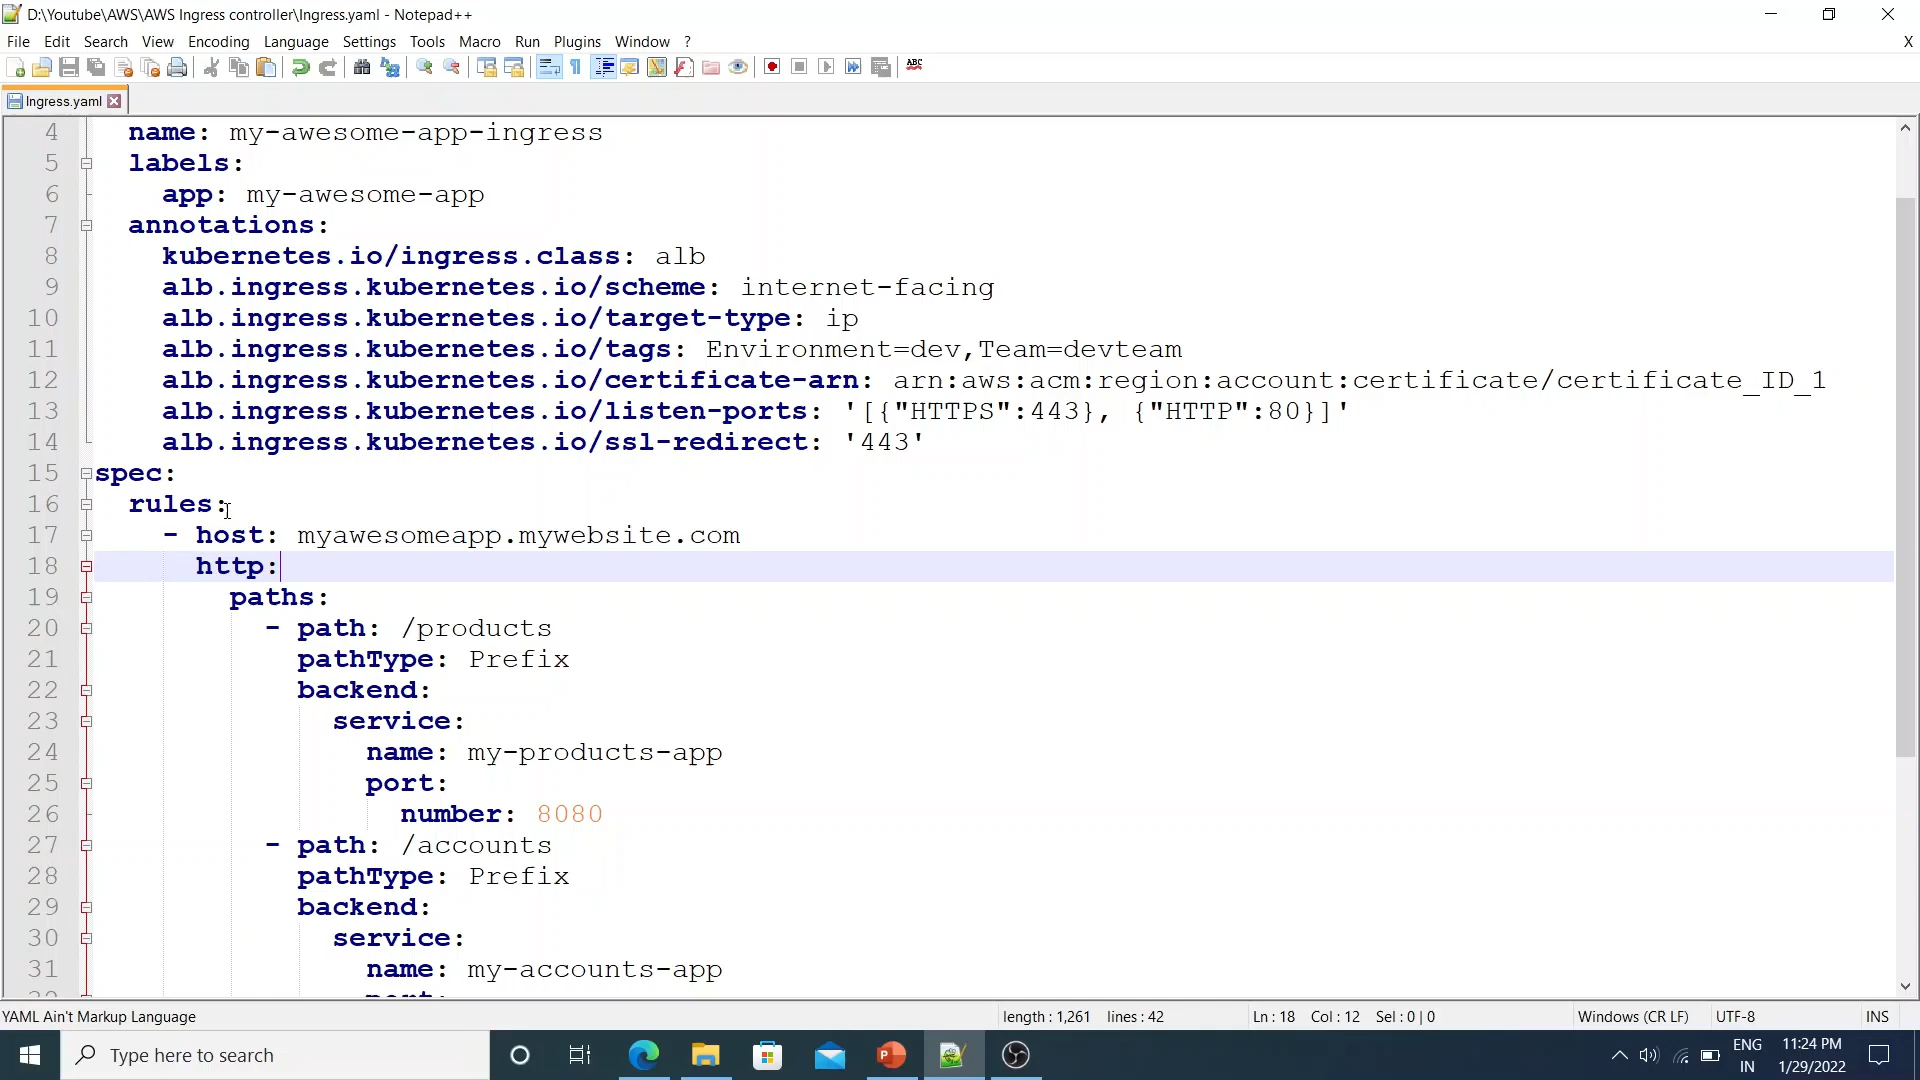 D:\Youtube\AWS\AWS Ingress controller\Ingress.yaml - Notepad++
File Edit Search View Encoding Language Settings Tools Macro Run Plugins Window ? X
ABC
Ingress.yaml
4 name: my-awesome-app-ingress
5 labels:
6 app: my-awesome-app
7 annotations:
8 kubernetes.io/ingress.class: alb
9 alb.ingress.kubernetes.io/scheme: internet-facing
10 alb.ingress.kubernetes.io/target-type: ip
11 alb.ingress.kubernetes.io/tags: Environment=dev,Team=devteam
12 alb.ingress.kubernetes.io/certificate-arn: arn:aws:acm:region:account:certificate/certificate_ID_1
13 alb.ingress.kubernetes.io/listen-ports: '[{"HTTPS":443}, {"HTTP":80}]'
14 alb.ingress.kubernetes.io/ssl-redirect: '443'
15 spec:
16 rules:
17 - host: myawesomeapp.mywebsite.com
18 http:
19 paths:
20 - path: /products
21 pathType: Prefix
22 backend:
23 service:
24 name: my-products-app
25 port:
26 number: 8080
27 - path: /accounts
28 pathType: Prefix
29 backend:
30 service:
31 name: my-accounts-app
YAML Ain't Markup Language length : 1,261 lines : 42 Ln : 18 Col : 12 Sel : 0 | 0 Windows (CR LF) UTF-8 INS
Type here to search
ENG
IN
11:24 PM
1/29/2022